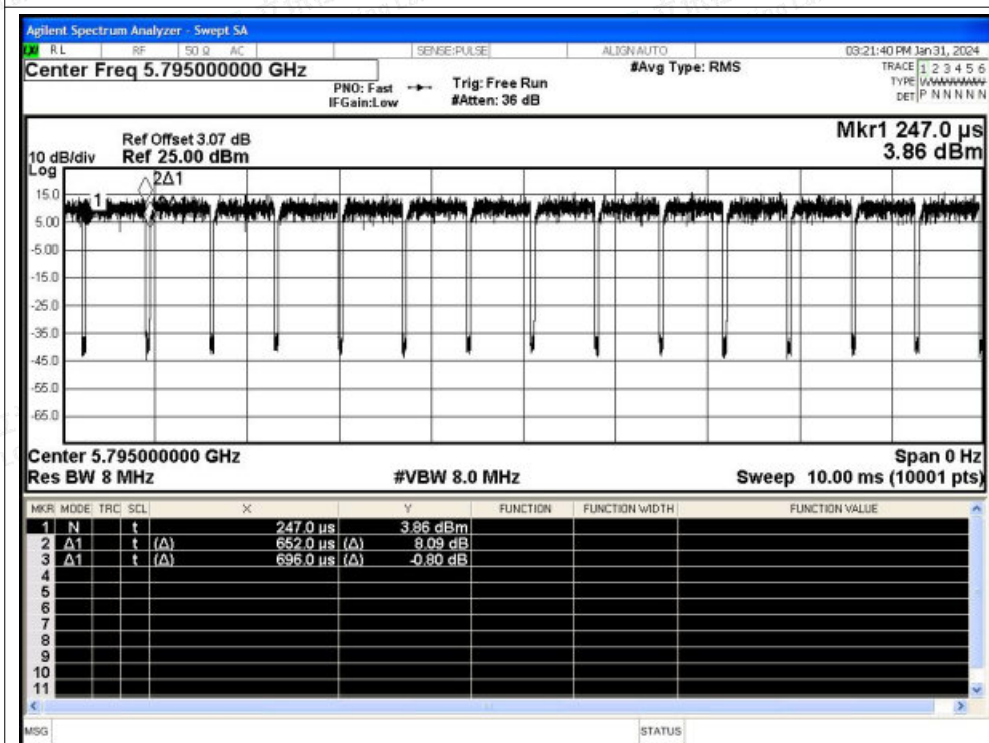 Agilent Spectrum Analyzer - Swept SA
RL RF 50 Ω AC SENSE:PULSE ALIGNAUTO 03:21:40 PM Jan 31, 2024
Center Freq 5.795000000 GHz #Avg Type: RMS TRACE 1 2 3 4 5 6
PNO: Fast Trig: Free Run TYPE
IFGain:Low #Atten: 36 dB DET P N N N N N
Mkr1 247.0 µs
Ref Offset 3.07 dB 3.86 dBm
10 dB/div Ref 25.00 dBm
Log
2Δ1
15.0
1
5.00
-5.00
-15.0
-25.0
-35.0
-45.0
-55.0
-65.0
Center 5.795000000 GHz Span 0 Hz
Res BW 8 MHz #VBW 8.0 MHz Sweep 10.00 ms (10001 pts)
MKR MODE TRC SCL X Y FUNCTION FUNCTION WIDTH FUNCTION VALUE
1 N t 247.0 µs 3.86 dBm
2 Δ1 t (Δ) 652.0 µs (Δ) 8.09 dB
3 Δ1 t (Δ) 696.0 µs (Δ) -0.80 dB
4
5
6
7
8
9
10
11
MSG STATUS